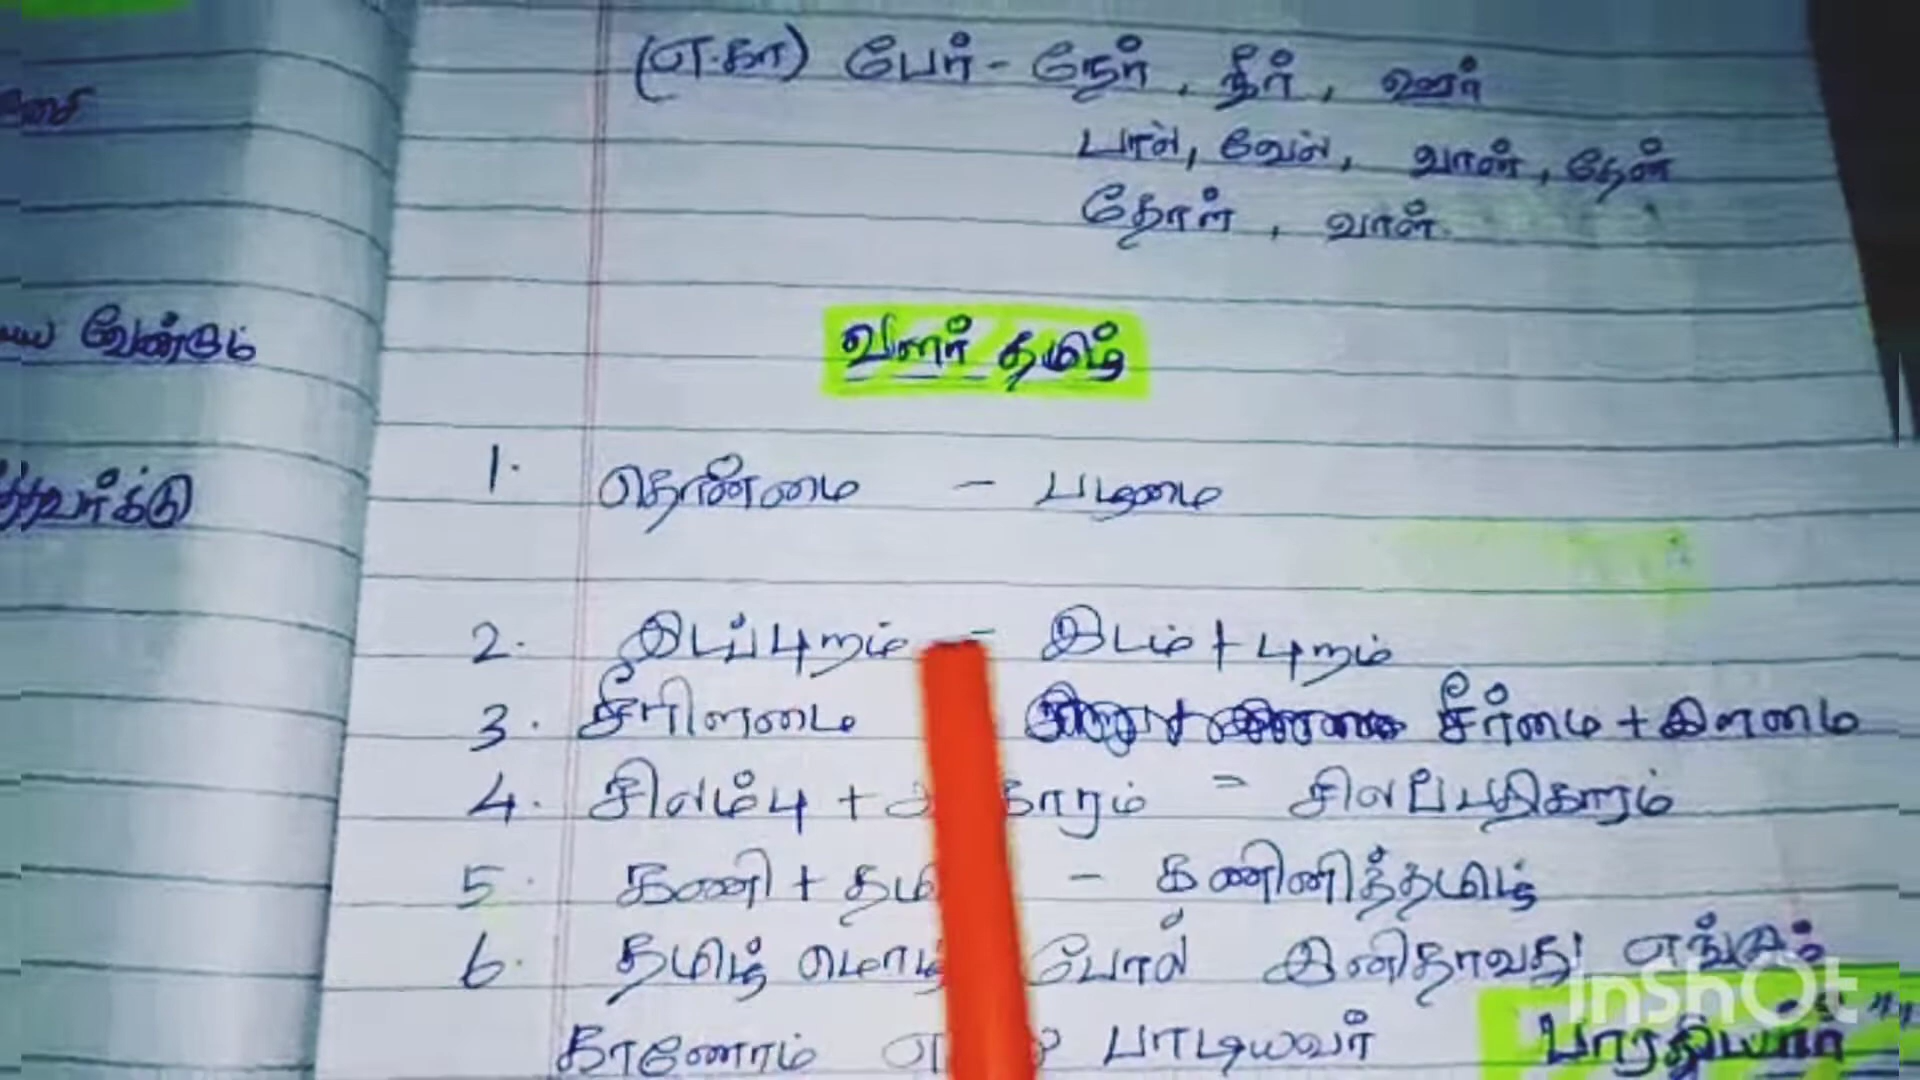 (எ.கா) பேர் - நேர், நீர், ஊர்
பால், வேல், வான், தேன்
தோள், வாள்.
வேண்டும்
வளர் தமிழ்
1. தொன்மை - பழமை
2. இடப்புறம் - இடம் + புறம்
3. சீரிளமை சீர்மை + இளமை
4. சிலம்பு + காரம் = சிலப்பதிகாரம்
5. கணி + தமி - கணினித்தமிழ்
6. தமிழ் மொழி போல் இனிதாவது எங்கும்
காணோம் பாடியவர் பாரதியார்
InShOt